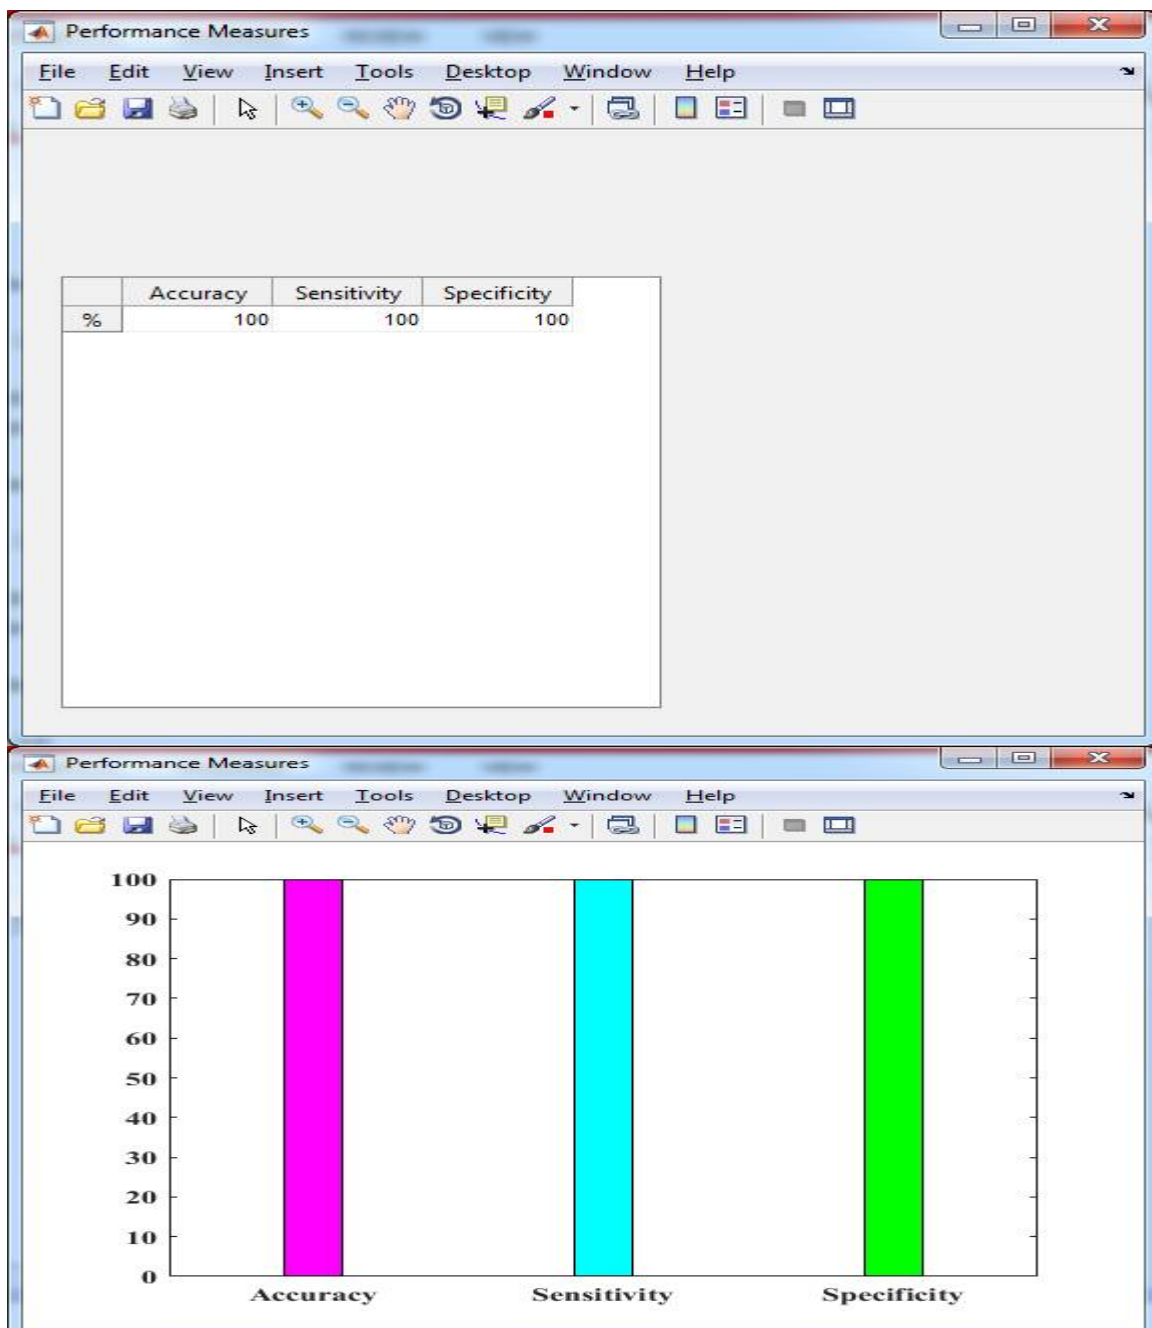 Performance Measures
File Edit View Insert Tools Desktop Window Help
Accuracy Sensitivity Specificity
% 100 100 100
Performance Measures
File Edit View Insert Tools Desktop Window Help
100
90
80
70
60
50
40
30
20
10
0
Accuracy Sensitivity Specificity